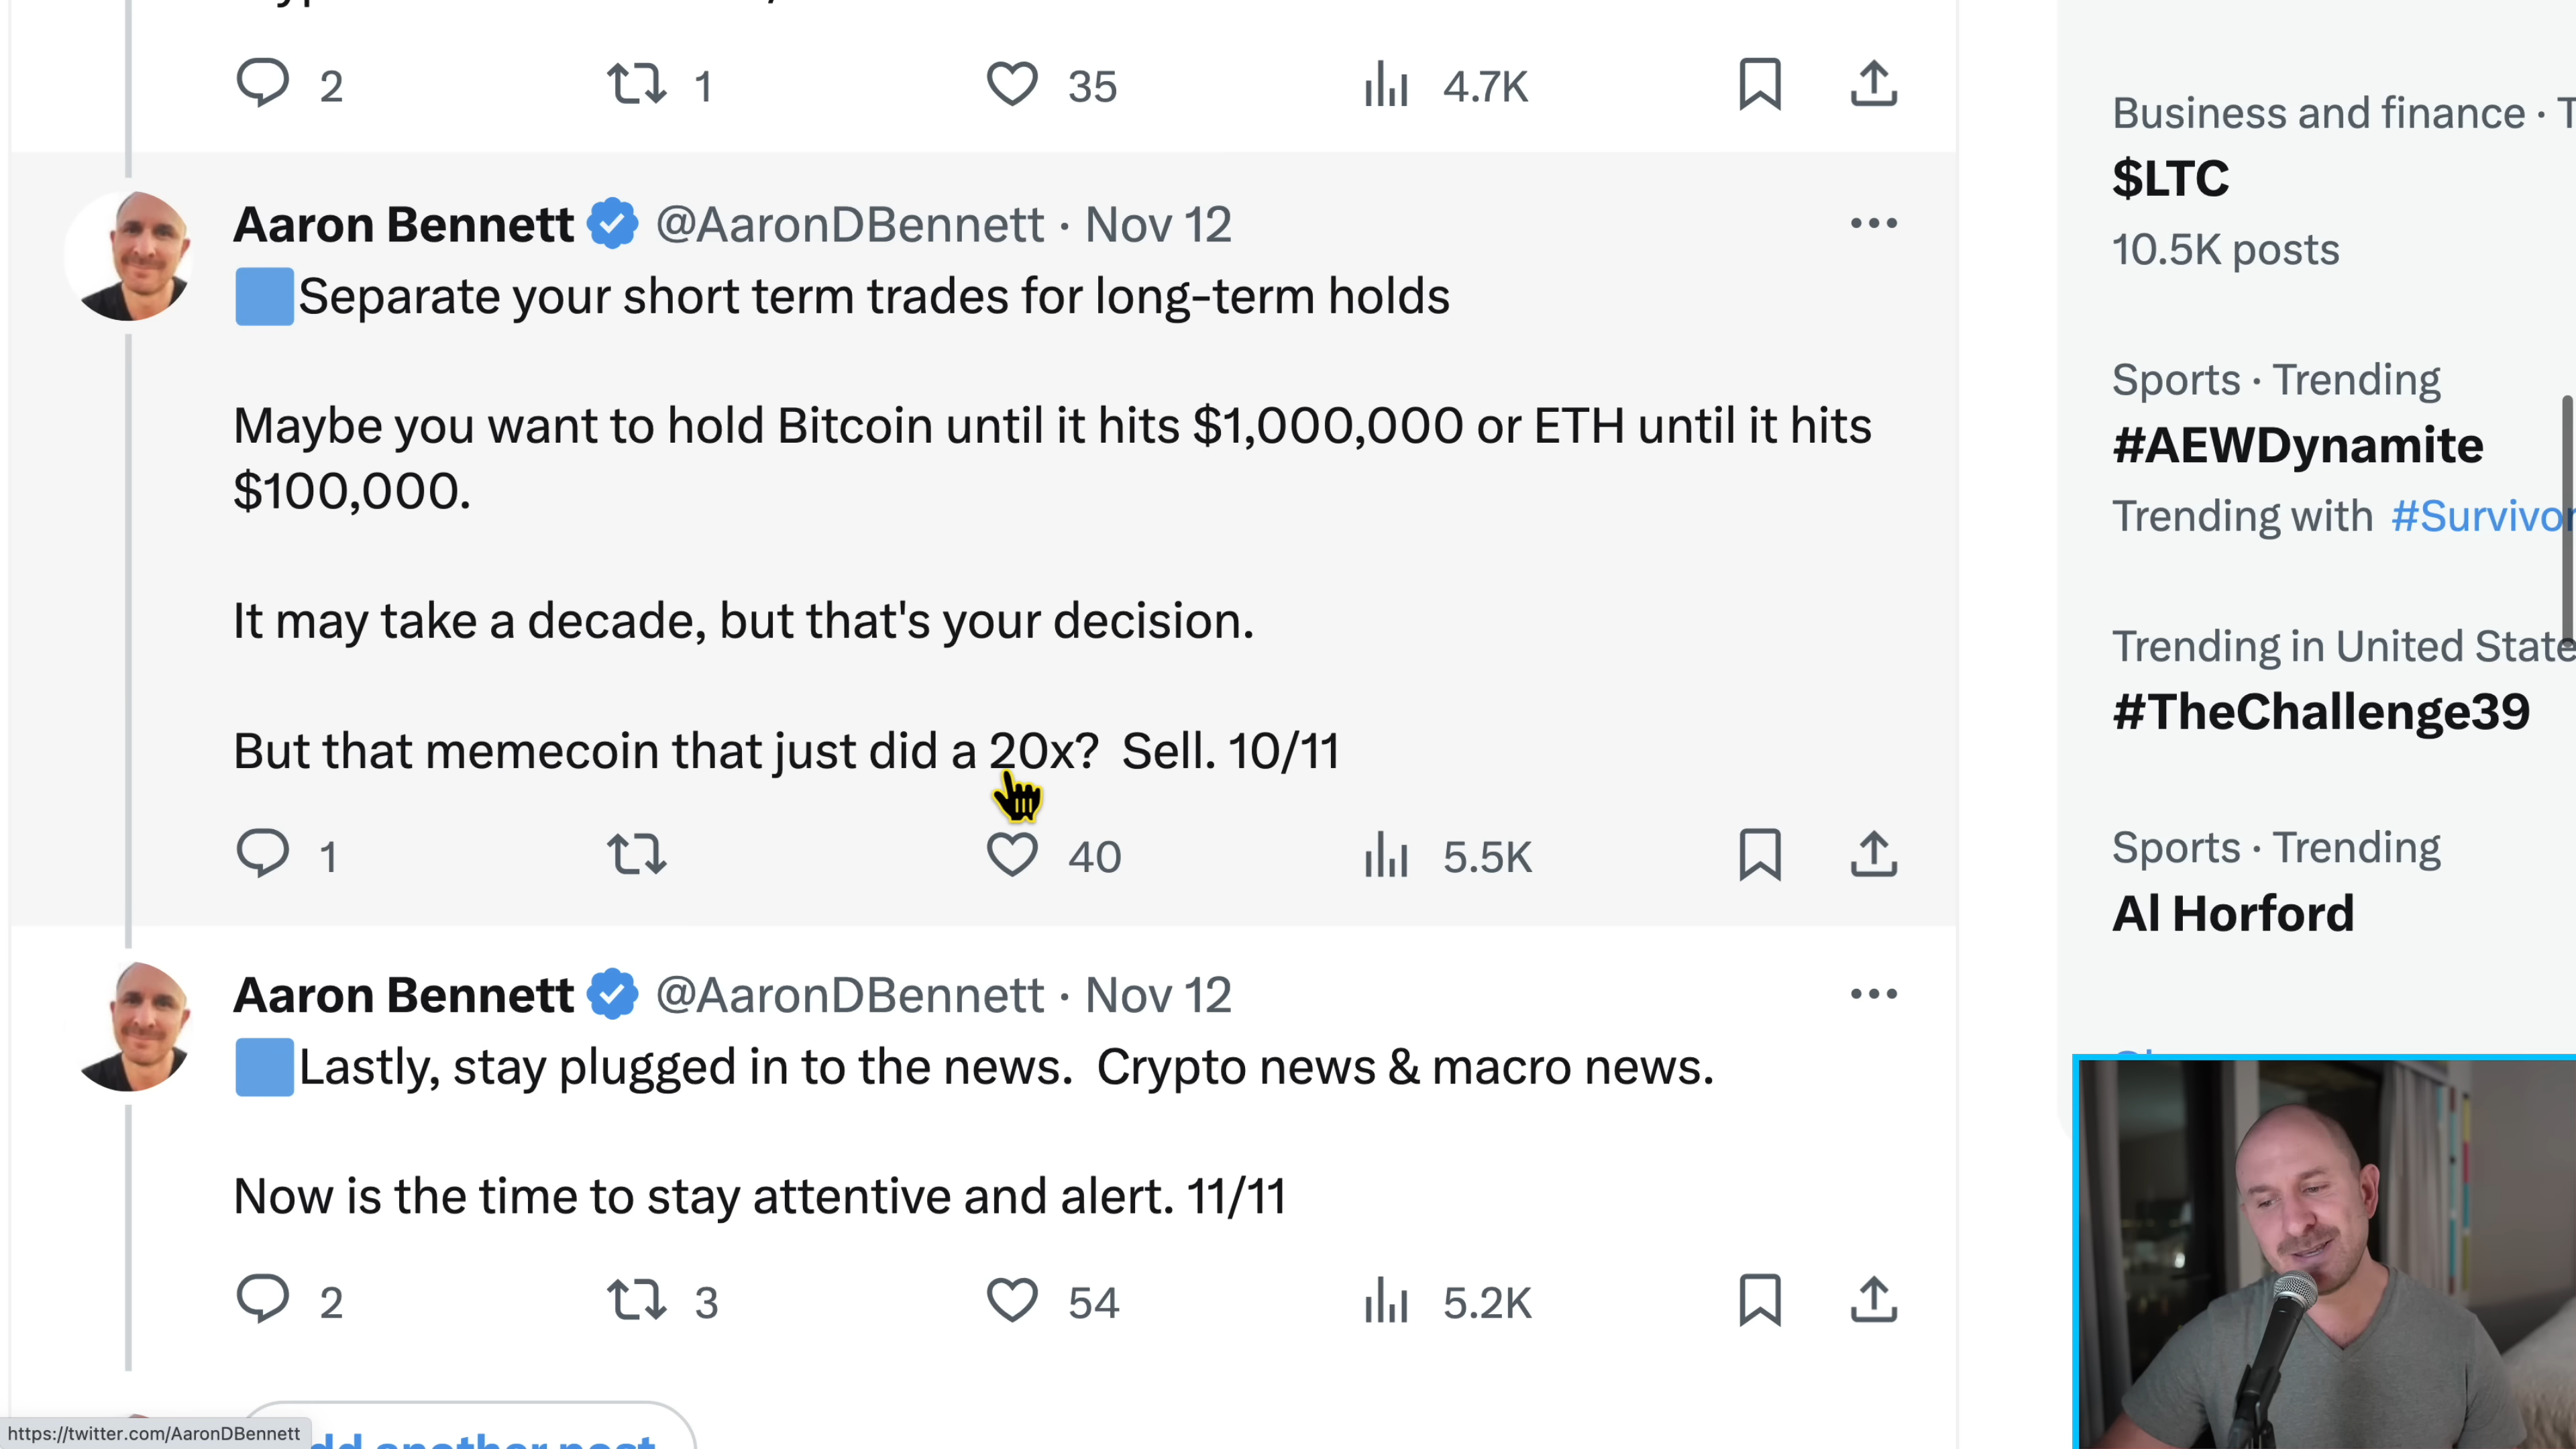 2 1 35 4.7K
Aaron Bennett @AaronDBennett · Nov 12
Separate your short term trades for long-term holds
Maybe you want to hold Bitcoin until it hits $1,000,000 or ETH until it hits
$100,000.
It may take a decade, but that's your decision.
But that memecoin that just did a 20x?  Sell. 10/11
1 40 5.5K
Aaron Bennett @AaronDBennett · Nov 12
Lastly, stay plugged in to the news.  Crypto news & macro news.
Now is the time to stay attentive and alert. 11/11
2 3 54 5.2K
another post
https://twitter.com/AaronDBennett
Business and finance ·
$LTC
10.5K posts
Sports · Trending
#AEWDynamite
Trending with #Survivor
Trending in United State
#TheChallenge39
Sports · Trending
Al Horford